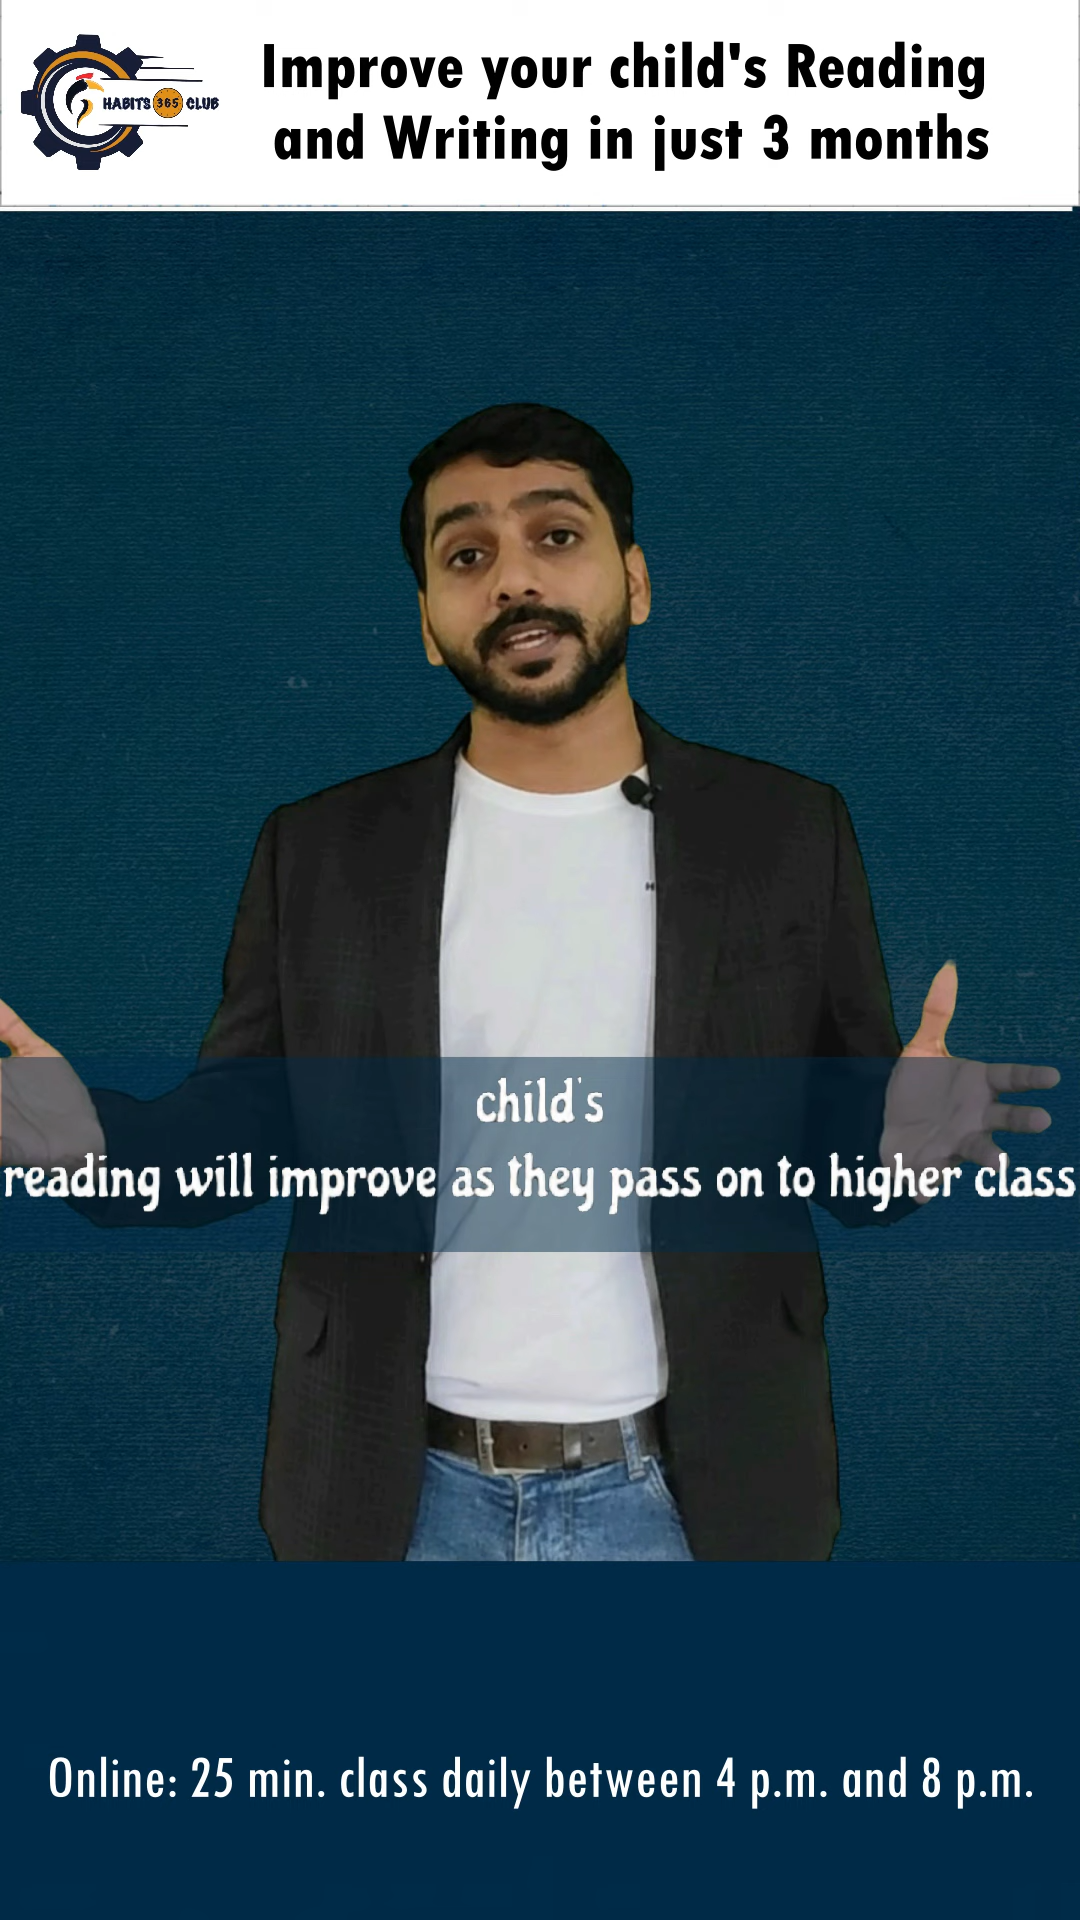 HABITS 365 CLUB
Improve your child's Reading
and Writing in just 3 months
child's
reading will improve as they pass on to higher class
Online: 25 min. class daily between 4 p.m. and 8 p.m.